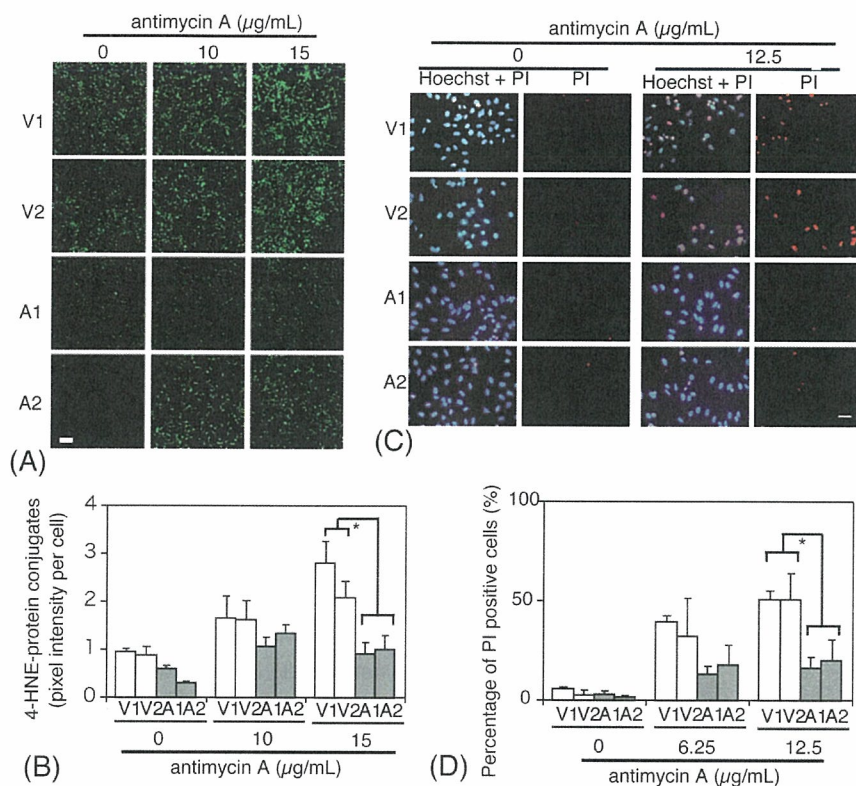 antimycin A (µg/mL)
0 10 15
V1
V2
A1
A2
(A)
antimycin A (µg/mL)
0 12.5
Hoechst + PI PI Hoechst + PI PI
V1
V2
A1
A2
(C)
4-HNE-protein conjugates
(pixel intensity per cell)
4
3
2
1
0
*
V1V2A1A2 V1V2A1A2 V1V2A1A2
0 10 15
antimycin A (µg/mL)
(B)
Percentage of PI positive cells (%)
100
50
0
*
V1V2A1A2 V1V2A1A2 V1V2A1A2
0 6.25 12.5
antimycin A (µg/mL)
(D)